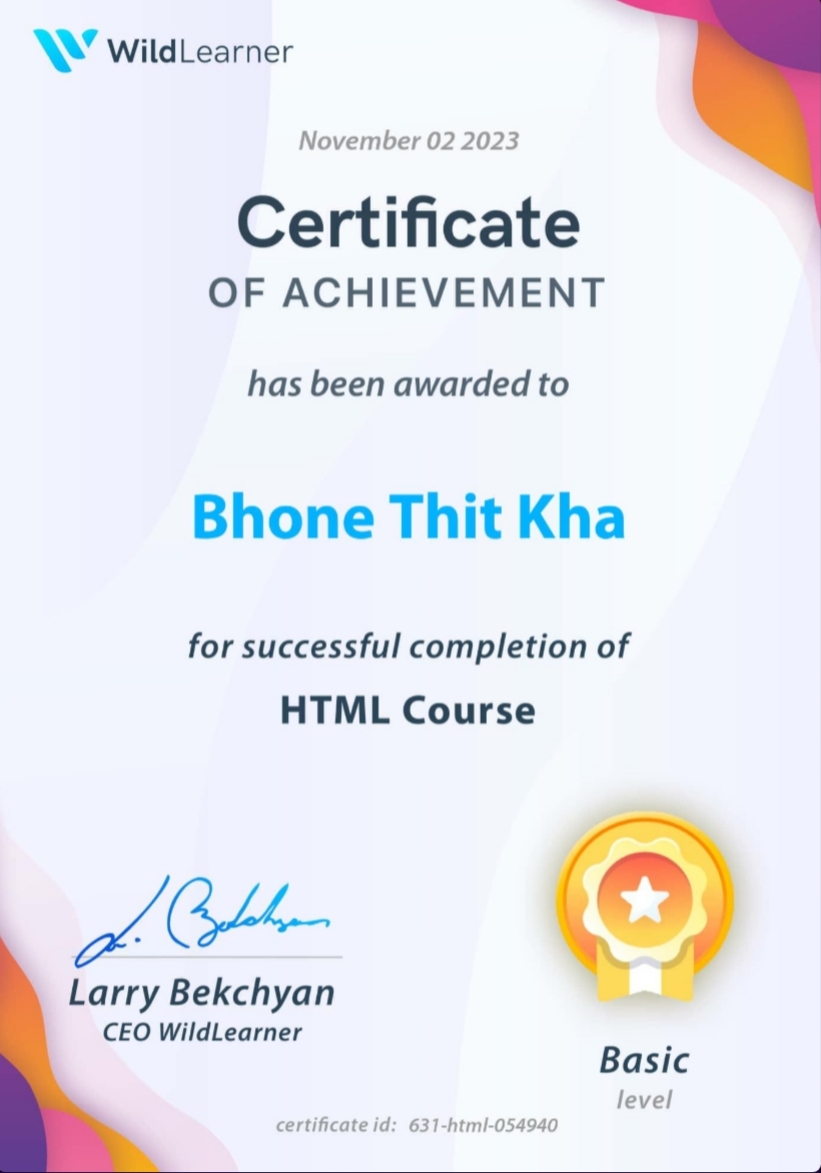 WildLearner
November 02 2023
Certificate
OF ACHIEVEMENT
has been awarded to
Bhone Thit Kha
for successful completion of
HTML Course
L. Bekchyan
Larry Bekchyan
CEO WildLearner
Basic
level
certificate id: 631-html-054940